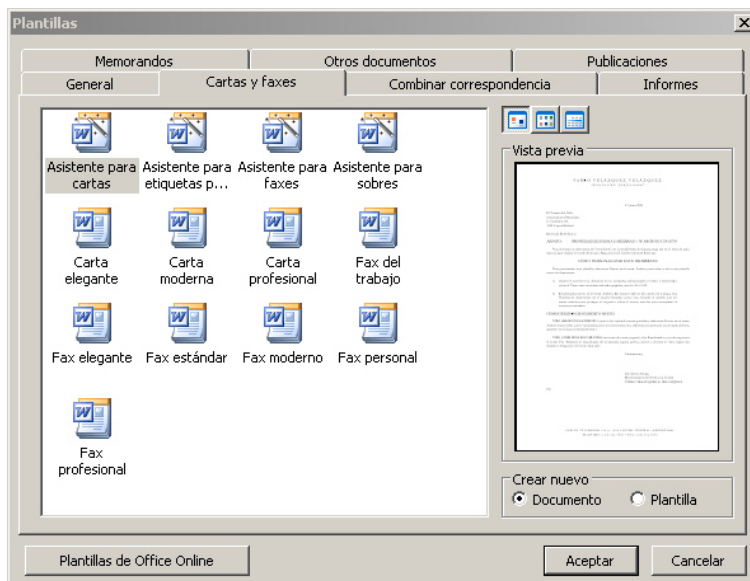 Plantillas
Memorandos
Otros documentos
Publicaciones
General
Cartas y faxes
Combinar correspondencia
Informes
Asistente para
cartas
Asistente para
etiquetas p...
Asistente para
faxes
Asistente para
sobres
Carta
elegante
Carta
moderna
Carta
profesional
Fax del
trabajo
Fax elegante
Fax estándar
Fax moderno
Fax personal
Fax
profesional
Vista previa
Crear nuevo
Documento
Plantilla
Plantillas de Office Online
Aceptar
Cancelar